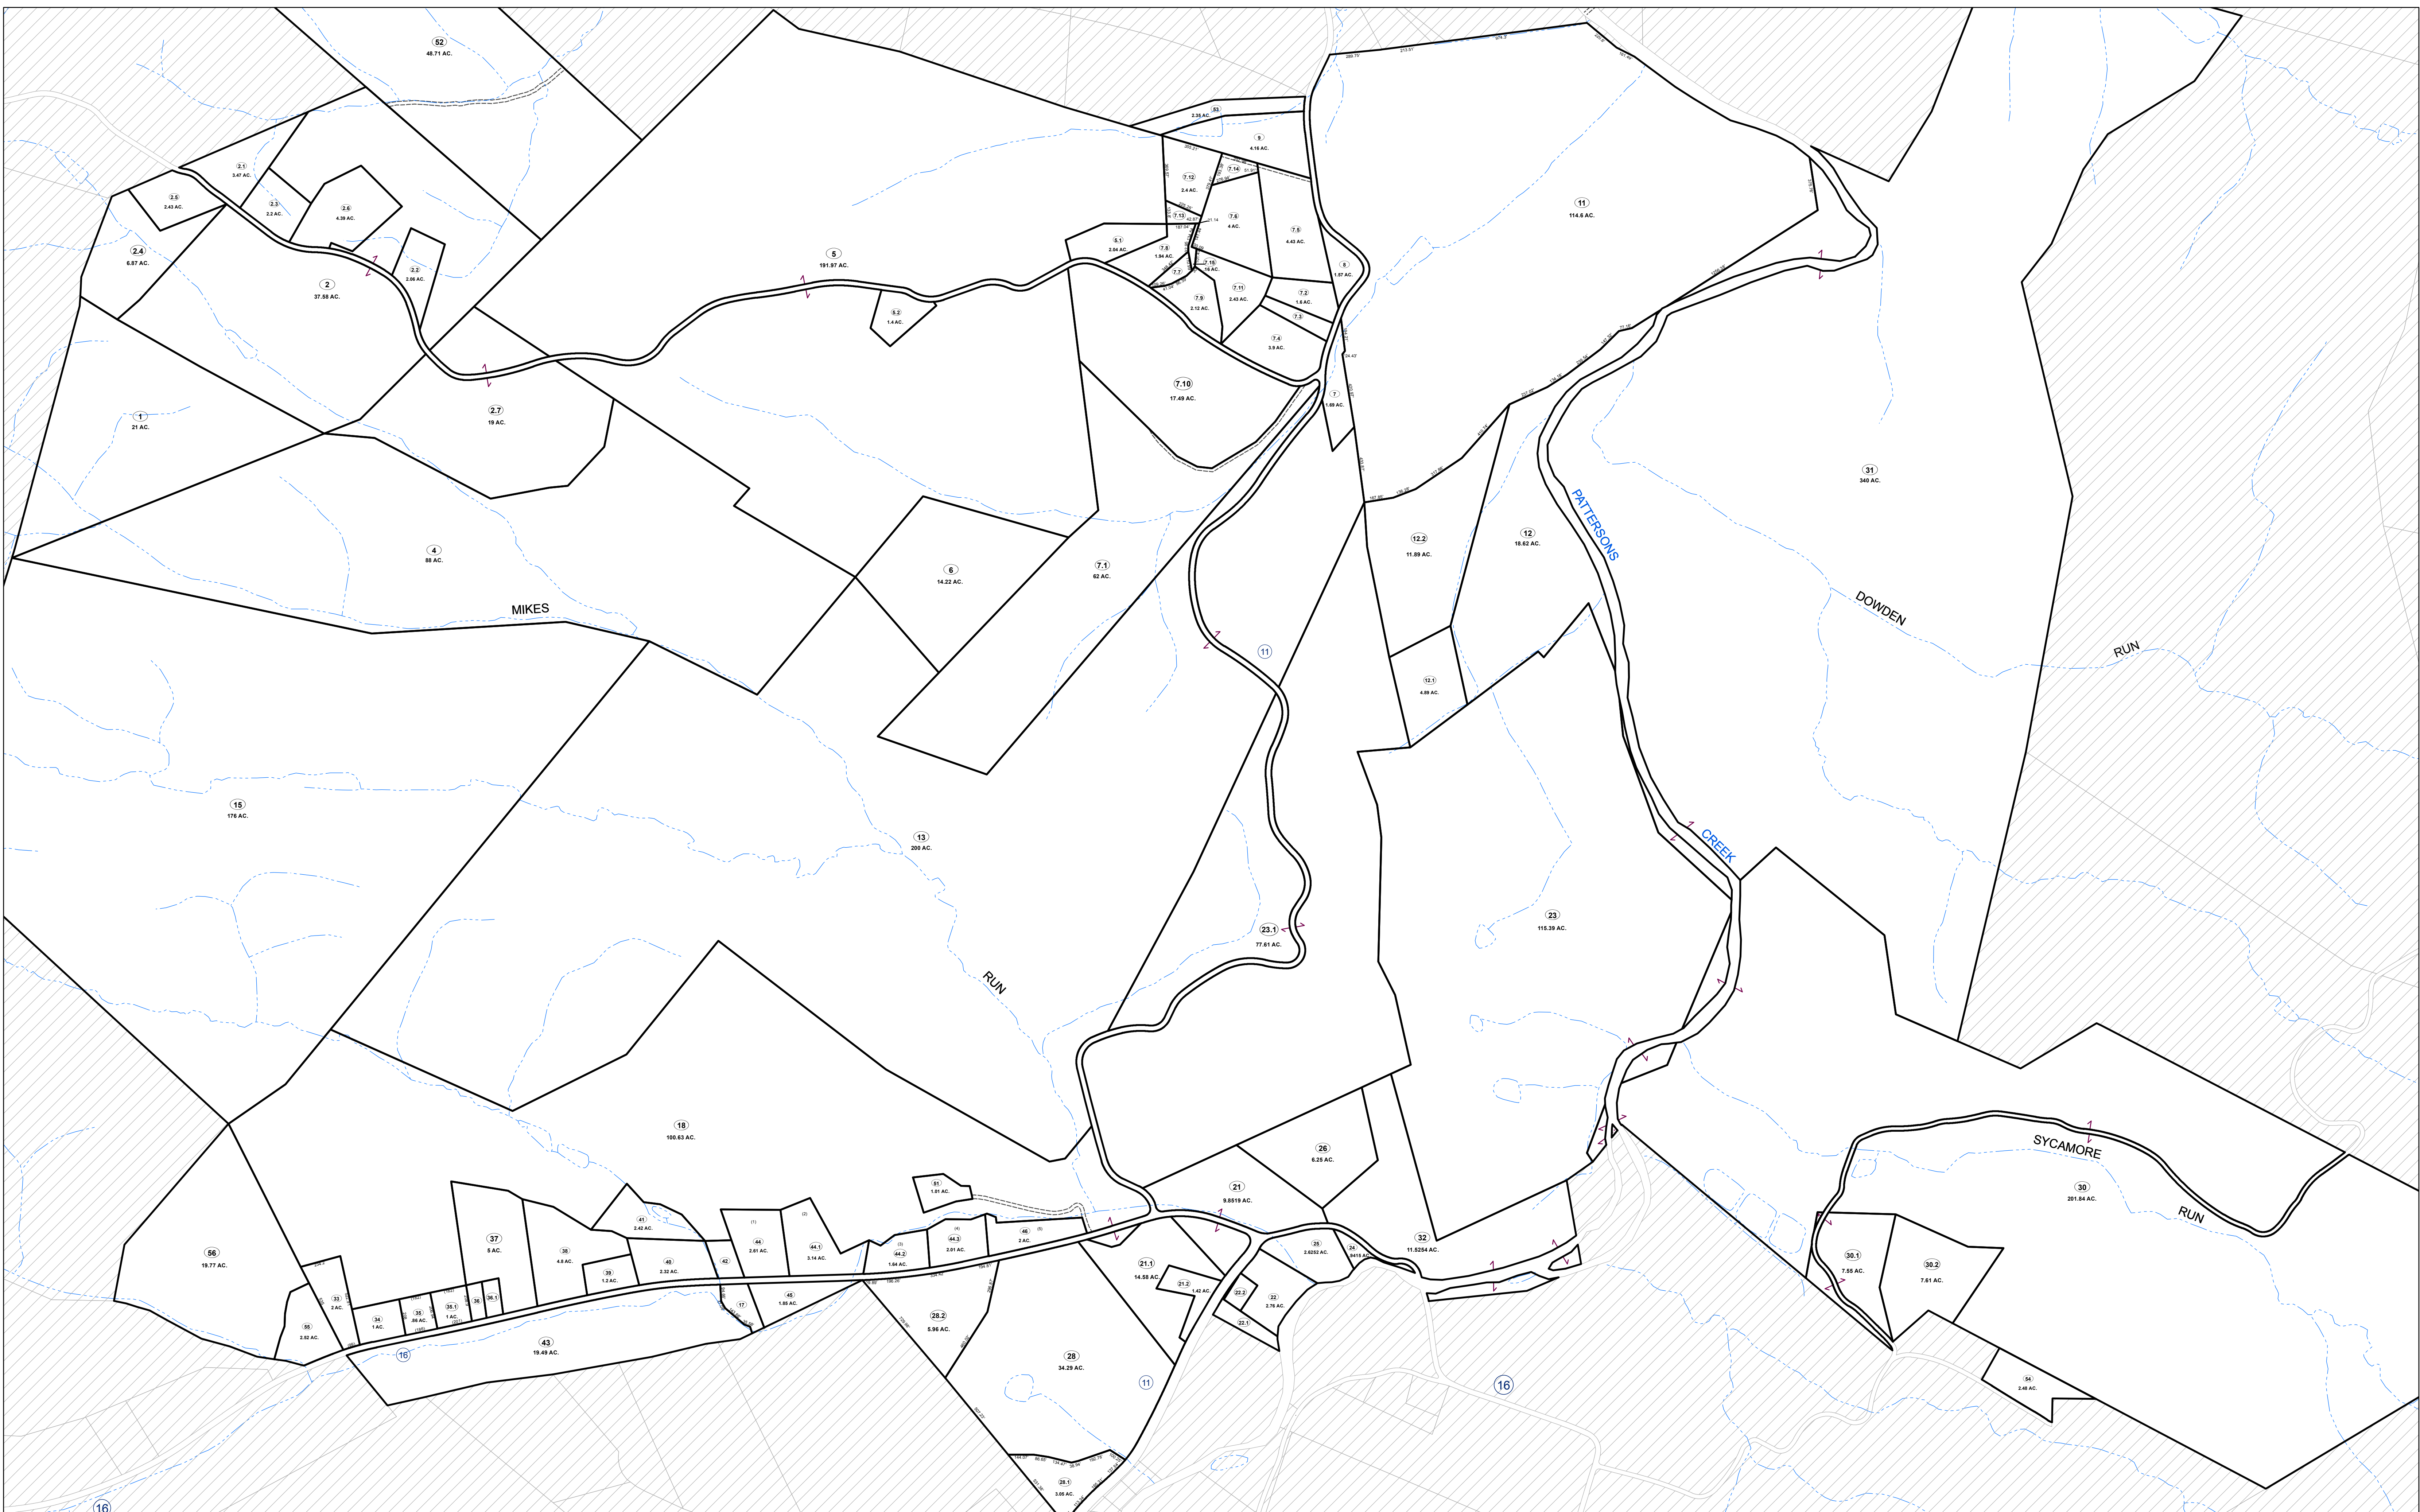 52
48.71 AC.
53
2.35 AC.
9
4.16 AC.
2.1
3.47 AC.
2.5
2.43 AC.
2.3
2.2 AC.
2.6
4.39 AC.
7.12
2.4 AC.
7.14
11
114.6 AC.
7.13
7.6
4 AC.
7.5
4.43 AC.
2.4
6.87 AC.
2
37.58 AC.
2.2
2.06 AC.
5
191.97 AC.
5.1
2.84 AC.
7.8
1.94 AC.
7.7
7.15
.16 AC.
8
1.57 AC.
5.2
1.4 AC.
7.9
2.12 AC.
7.11
2.43 AC.
7.2
1.6 AC.
7.3
7.4
3.9 AC.
7.10
17.49 AC.
7
1.69 AC.
1
21 AC.
2.7
19 AC.
31
340 AC.
PATTERSONS
4
88 AC.
6
14.22 AC.
7.1
62 AC.
12.2
11.89 AC.
12
18.62 AC.
MIKES
DOWDEN
RUN
11
12.1
4.89 AC.
15
176 AC.
13
200 AC.
CREEK
23.1
77.61 AC.
23
115.39 AC.
RUN
18
100.63 AC.
26
6.25 AC.
SYCAMORE
30
201.84 AC.
RUN
51
1.01 AC.
21
9.8519 AC.
56
19.77 AC.
37
5 AC.
38
4.8 AC.
41
2.42 AC.
39
1.2 AC.
40
2.32 AC.
42
(1)
44
2.61 AC.
(2)
44.1
3.14 AC.
(3)
44.2
1.64 AC.
(4)
44.3
2.01 AC.
46
(5)
2 AC.
21.1
14.58 AC.
21.2
1.42 AC.
22.2
22
2.76 AC.
22.1
25
3.6252 AC.
24
.9415 AC.
32
11.5254 AC.
30.1
7.55 AC.
30.2
7.61 AC.
55
2.52 AC.
33
2 AC.
34
1 AC.
35
.86 AC.
35.1
1 AC.
36
36.1
17
45
1.85 AC.
28.2
5.96 AC.
43
19.49 AC.
16
28
34.29 AC.
11
16
54
2.48 AC.
28.1
3.05 AC.
16